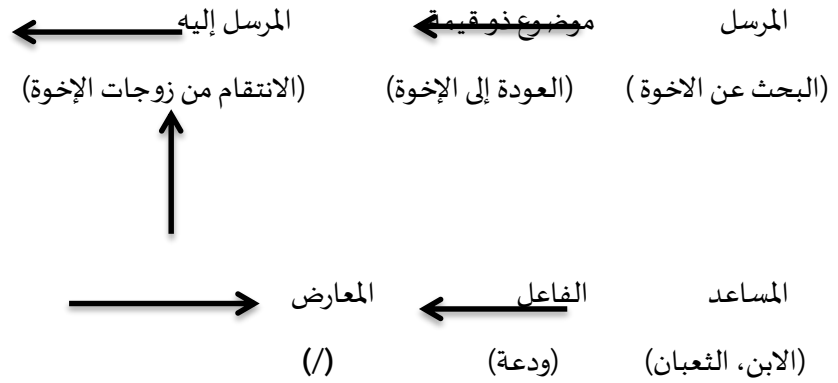 المرسل موضوع ذو قيمة المرسل إليه
(البحث عن الاخوة ) (العودة إلى الإخوة) (الانتقام من زوجات الإخوة)
المساعد الفاعل المعارض
(الابن، الثعبان) (ودعة) (/)